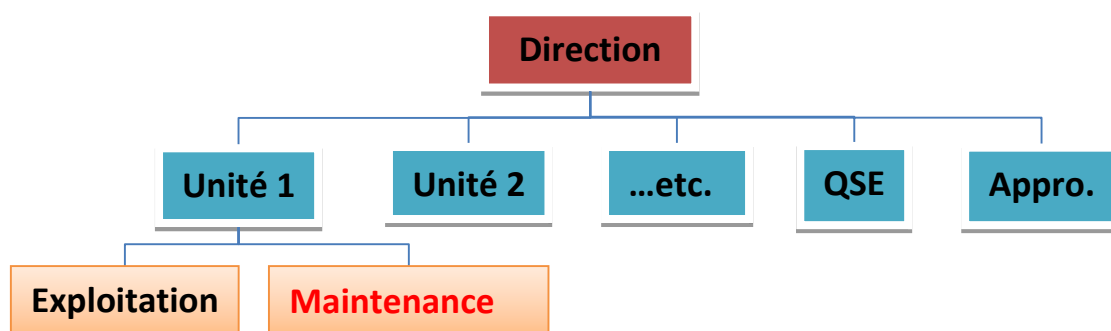 Direction
Unité 1
Unité 2
...etc.
QSE
Appro.
Exploitation
Maintenance